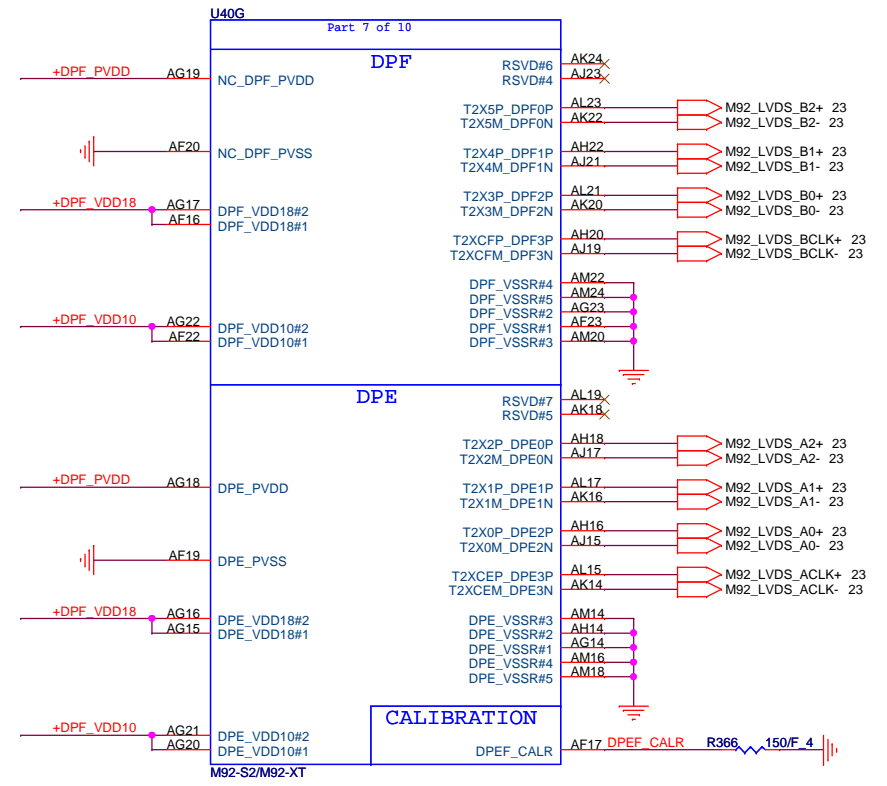 U40G
Part 7 of 10
DPF
+DPF_PVDD AG19 NC_DPF_PVDD
RSVD#6 AK24
RSVD#4 AJ23
T2X5P_DPF0P AL23 M92_LVDS_B2+ 23
T2X5M_DPF0N AK22 M92_LVDS_B2- 23
AF20 NC_DPF_PVSS
T2X4P_DPF1P AH22 M92_LVDS_B1+ 23
T2X4M_DPF1N AJ21 M92_LVDS_B1- 23
+DPF_VDD18 AG17 DPF_VDD18#2
AF16 DPF_VDD18#1
T2X3P_DPF2P AL21 M92_LVDS_B0+ 23
T2X3M_DPF2N AK20 M92_LVDS_B0- 23
T2XCFP_DPF3P AH20 M92_LVDS_BCLK+ 23
T2XCFM_DPF3N AJ19 M92_LVDS_BCLK- 23
DPF_VSSR#4 AM22
DPF_VSSR#5 AM24
DPF_VSSR#2 AG23
DPF_VSSR#1 AF23
DPF_VSSR#3 AM20
+DPF_VDD10 AG22 DPF_VDD10#2
AF22 DPF_VDD10#1
DPE
RSVD#7 AL19
RSVD#5 AK18
T2X2P_DPE0P AH18 M92_LVDS_A2+ 23
T2X2M_DPE0N AJ17 M92_LVDS_A2- 23
+DPF_PVDD AG18 DPE_PVDD
T2X1P_DPE1P AL17 M92_LVDS_A1+ 23
T2X1M_DPE1N AK16 M92_LVDS_A1- 23
T2X0P_DPE2P AH16 M92_LVDS_A0+ 23
T2X0M_DPE2N AJ15 M92_LVDS_A0- 23
AF19 DPE_PVSS
T2XCEP_DPE3P AL15 M92_LVDS_ACLK+ 23
T2XCEM_DPE3N AK14 M92_LVDS_ACLK- 23
+DPF_VDD18 AG16 DPE_VDD18#2
AG15 DPE_VDD18#1
DPE_VSSR#3 AM14
DPE_VSSR#2 AH14
DPE_VSSR#1 AG14
DPE_VSSR#4 AM16
DPE_VSSR#5 AM18
+DPF_VDD10 AG21 DPE_VDD10#2
AG20 DPE_VDD10#1
CALIBRATION
DPEF_CALR AF17 DPEF_CALR R366 150/F_4
M92-S2/M92-XT